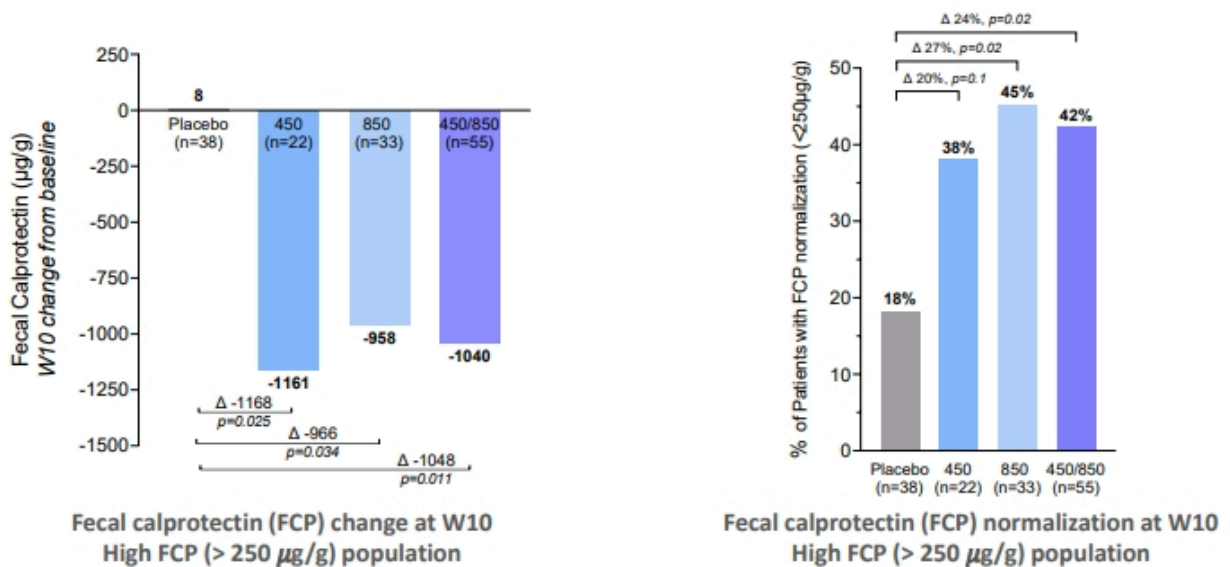 Fecal Calprotectin (µg/g)
W10 change from baseline
250
0
-250
-500
-750
-1000
-1250
-1500
8
Placebo
(n=38)
450
(n=22)
850
(n=33)
450/850
(n=55)
-1161
-958
-1040
Δ -1168
p=0.025
Δ -966
p=0.034
Δ -1048
p=0.011
Fecal calprotectin (FCP) change at W10
High FCP (> 250 µg/g) population
% of Patients with FCP normalization (<250µg/g)
50
40
30
20
10
0
Δ 24%, p=0.02
Δ 27%, p=0.02
Δ 20%, p=0.1
18%
38%
45%
42%
Placebo
(n=38)
450
(n=22)
850
(n=33)
450/850
(n=55)
Fecal calprotectin (FCP) normalization at W10
High FCP (> 250 µg/g) population